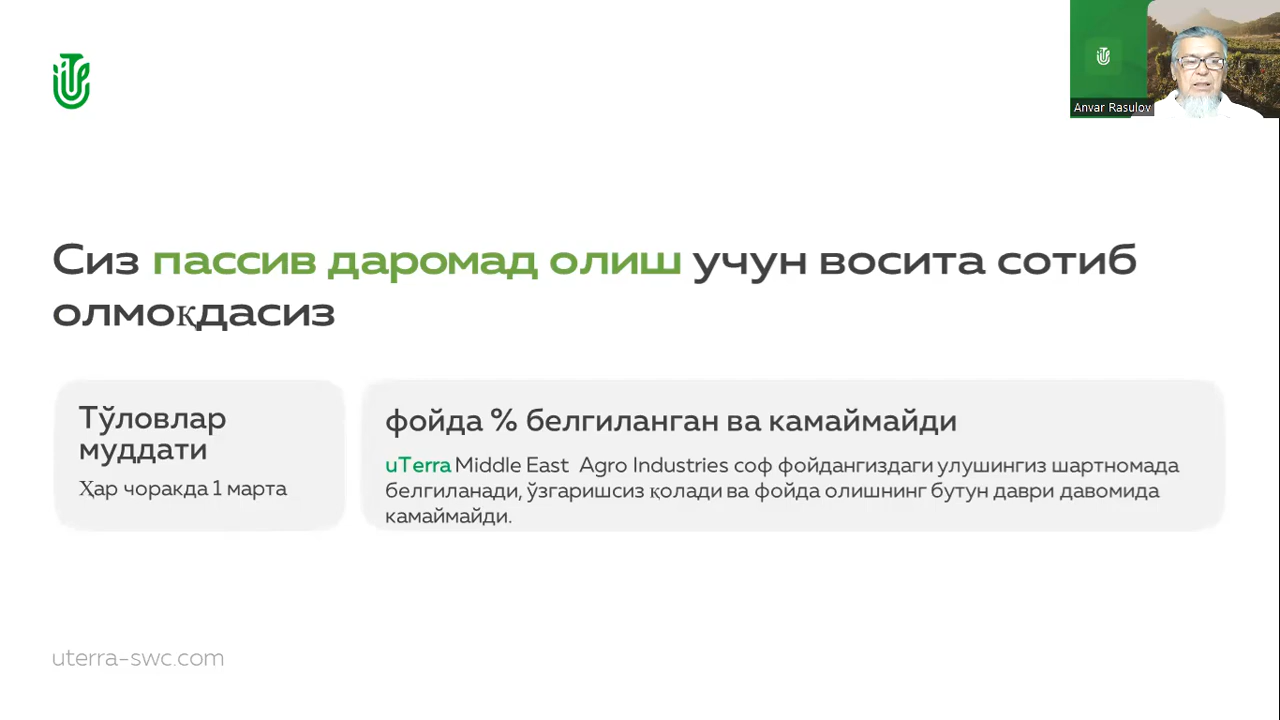 Anvar Rasulov
Сиз пассив даромад олиш учун восита сотиб
олмоқдасиз
Тўловлар
муддати
Ҳар чоракда 1 марта
фойда % белгиланган ва камаймайди
uTerra Middle East Agro Industries соф фойдангиздаги улушингиз шартномада
белгиланади, ўзгаришсиз қолади ва фойда олишнинг бутун даври давомида
камаймайди.
uterra-swc.com